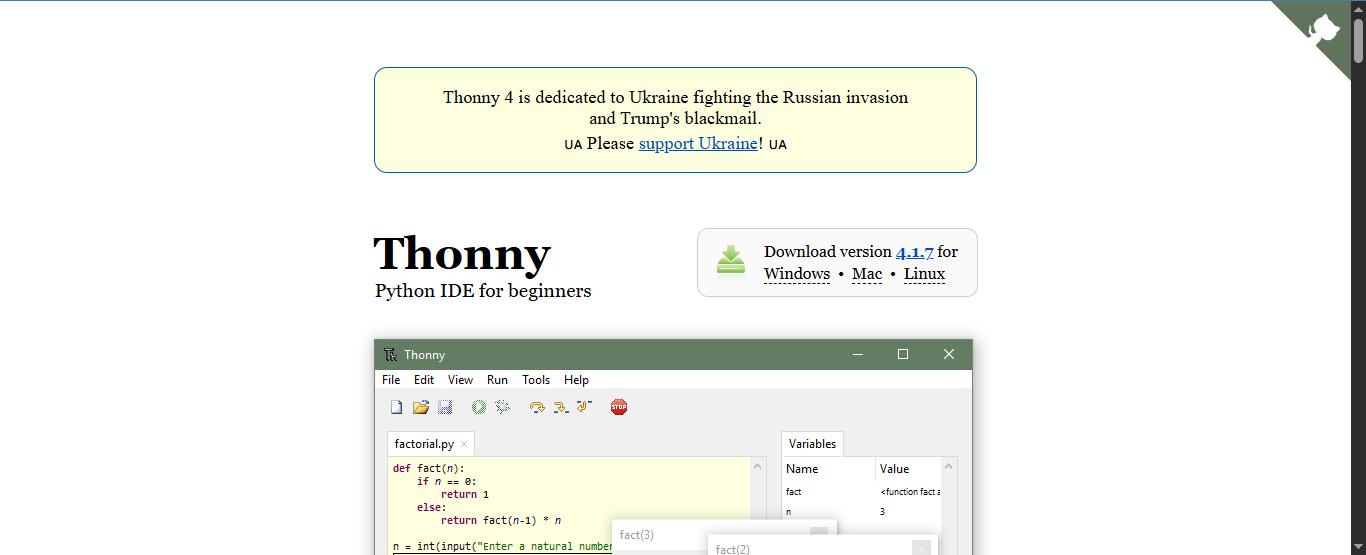 Thonny 4 is dedicated to Ukraine fighting the Russian invasion
and Trump's blackmail.
UA Please support Ukraine! UA
Thonny
Python IDE for beginners
Download version 4.1.7 for
Windows • Mac • Linux
Thonny
File Edit View Run Tools Help
STOP
factorial.py
def fact(n):
    if n == 0:
        return 1
    else:
        return fact(n-1) * n
n = int(input("Enter a natural number
Variables
Name Value
fact <function fact a
n 3
fact(3)
fact(2)